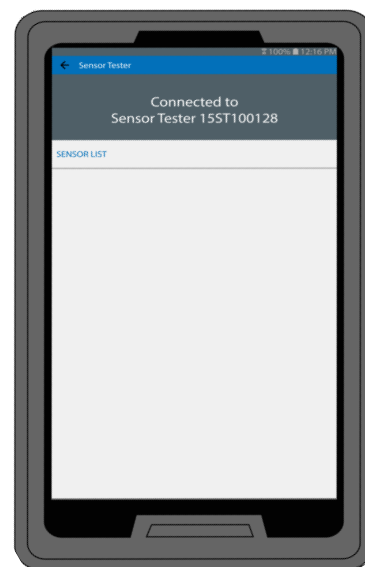 100% 12:16 PM
Sensor Tester
Connected to
Sensor Tester 15ST100128
SENSOR LIST